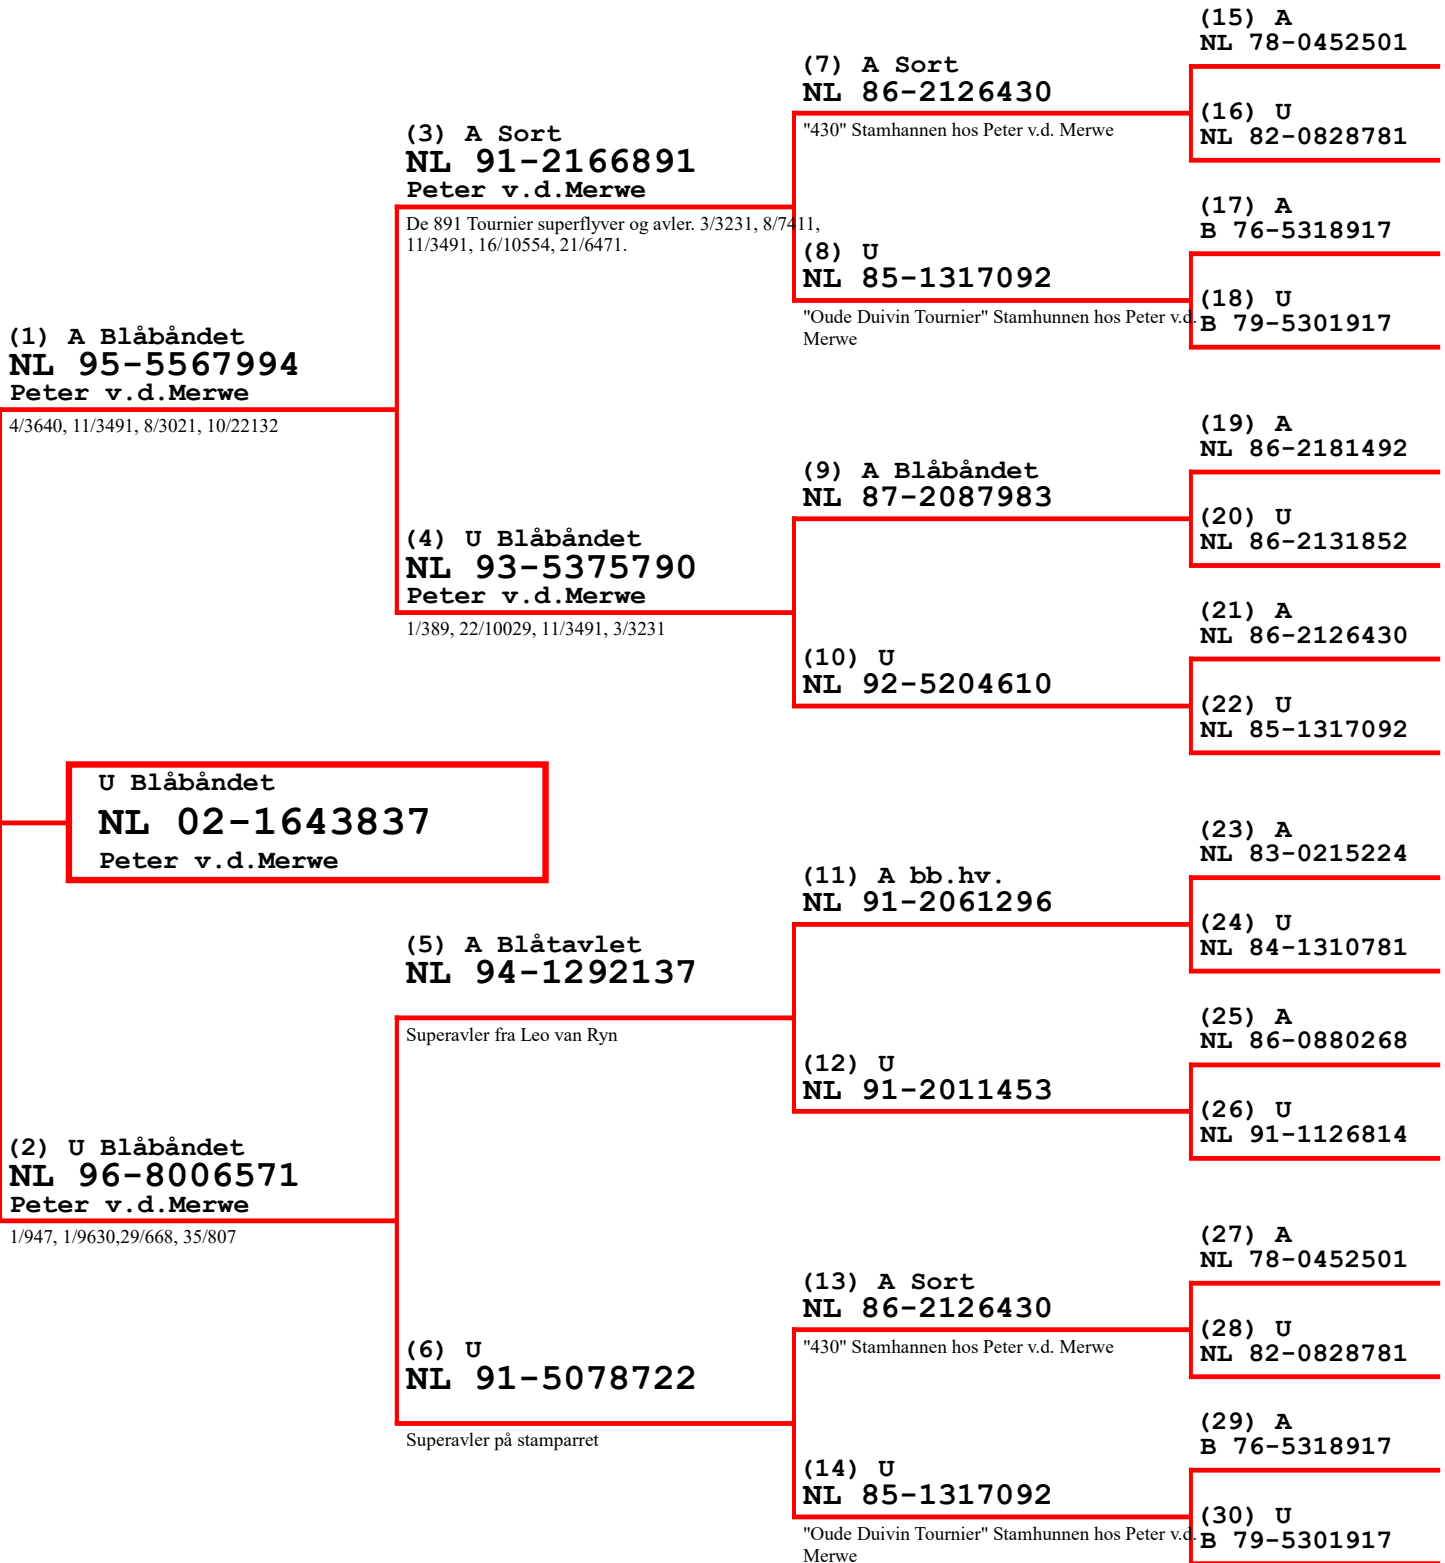 (1) A Blåbåndet
NL 95-5567994
Peter v.d.Merwe
4/3640, 11/3491, 8/3021, 10/22132
U Blåbåndet
NL 02-1643837
Peter v.d.Merwe
(2) U Blåbåndet
NL 96-8006571
Peter v.d.Merwe
1/947, 1/9630,29/668, 35/807
(3) A Sort
NL 91-2166891
Peter v.d.Merwe
De 891 Tournier superflyver og avler. 3/3231, 8/7411,
11/3491, 16/10554, 21/6471.
(4) U Blåbåndet
NL 93-5375790
Peter v.d.Merwe
1/389, 22/10029, 11/3491, 3/3231
(5) A Blåtavlet
NL 94-1292137
Superavler fra Leo van Ryn
(6) U
NL 91-5078722
Superavler på stamparret
(7) A Sort
NL 86-2126430
"430" Stamhannen hos Peter v.d. Merwe
(8) U
NL 85-1317092
"Oude Duivin Tournier" Stamhunnen hos Peter v.d.
Merwe
(9) A Blåbåndet
NL 87-2087983
(10) U
NL 92-5204610
(11) A bb.hv.
NL 91-2061296
(12) U
NL 91-2011453
(13) A Sort
NL 86-2126430
"430" Stamhannen hos Peter v.d. Merwe
(14) U
NL 85-1317092
"Oude Duivin Tournier" Stamhunnen hos Peter v.d.
Merwe
(15) A
NL 78-0452501
(16) U
NL 82-0828781
(17) A
B 76-5318917
(18) U
B 79-5301917
(19) A
NL 86-2181492
(20) U
NL 86-2131852
(21) A
NL 86-2126430
(22) U
NL 85-1317092
(23) A
NL 83-0215224
(24) U
NL 84-1310781
(25) A
NL 86-0880268
(26) U
NL 91-1126814
(27) A
NL 78-0452501
(28) U
NL 82-0828781
(29) A
B 76-5318917
(30) U
B 79-5301917